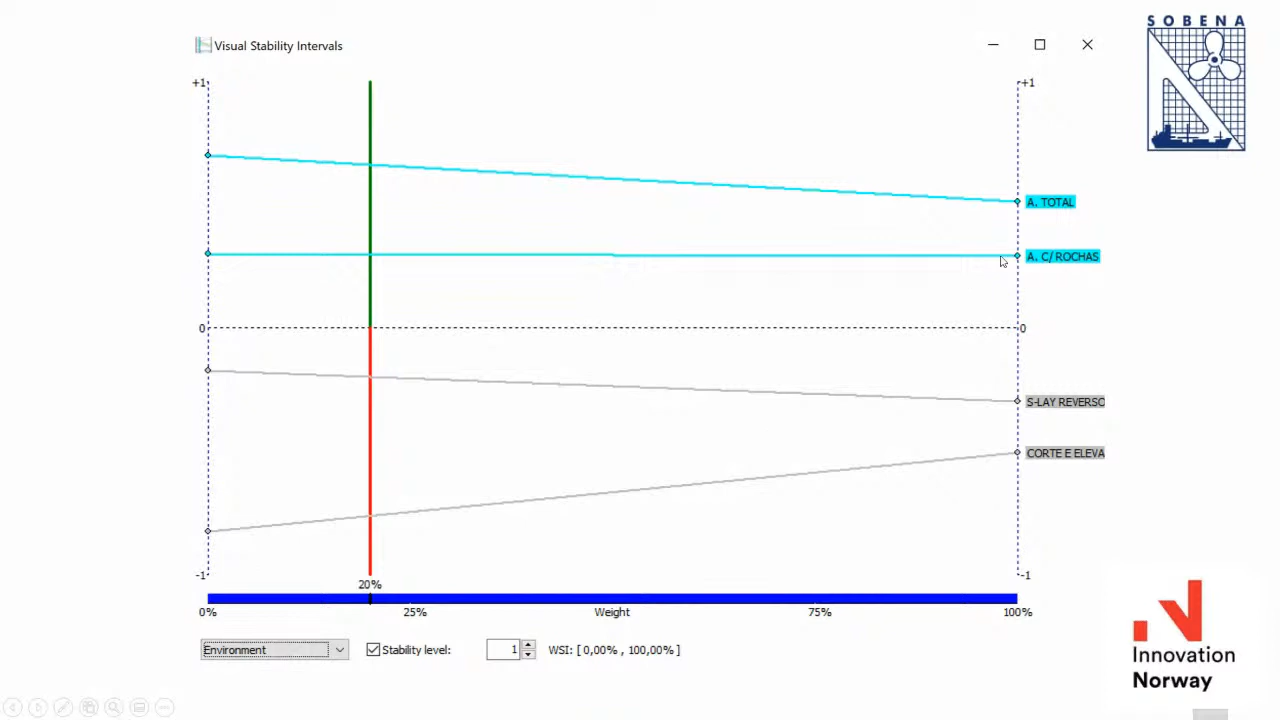 SOBENA
Visual Stability Intervals
+1
+1
A. TOTAL
A. C/ ROCHAS
0
0
S-LAY REVERSO
CORTE E ELEVA
-1
-1
20%
0%
25%
Weight
75%
100%
Environment
Stability level:
1
WSI: [ 0,00% , 100,00% ]
Innovation
Norway